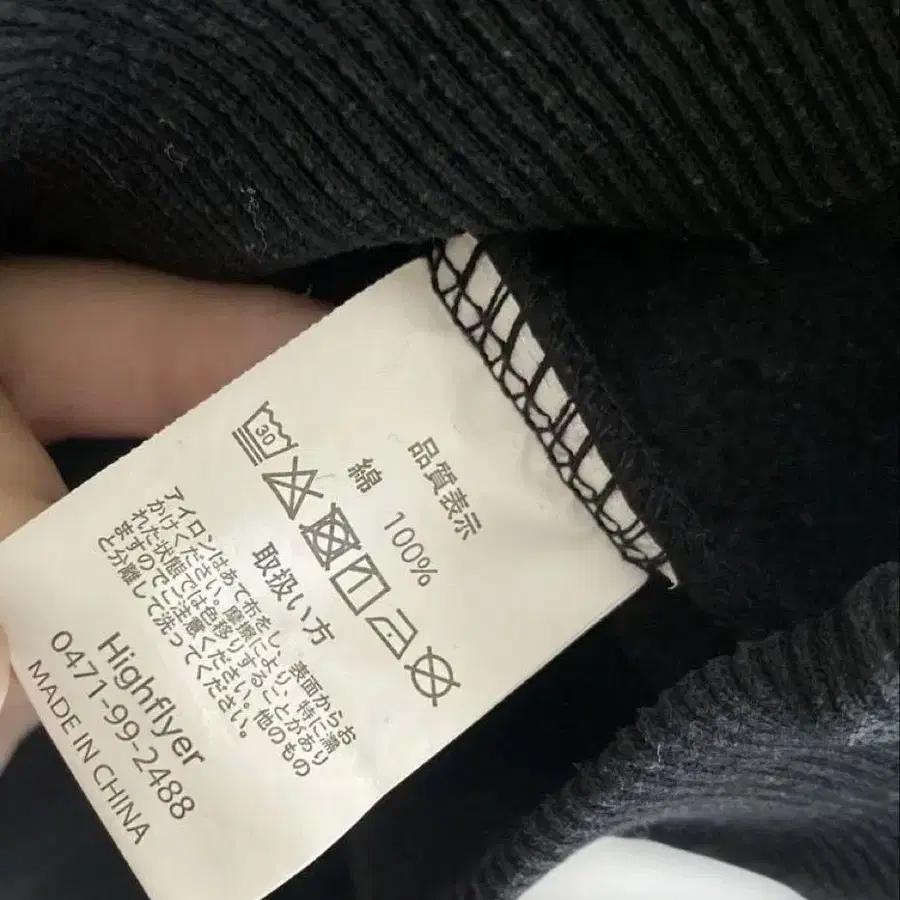 品質表示
綿 100%
30
取扱い方
アイロンはあて布をし、表面からお
かけください。摩擦により、特に濡
れた状態では色移りすることがあり
ますのでご注意ください。他のもの
と分離して洗ってください。
Highflyer
0471-99-2488
MADE IN CHINA